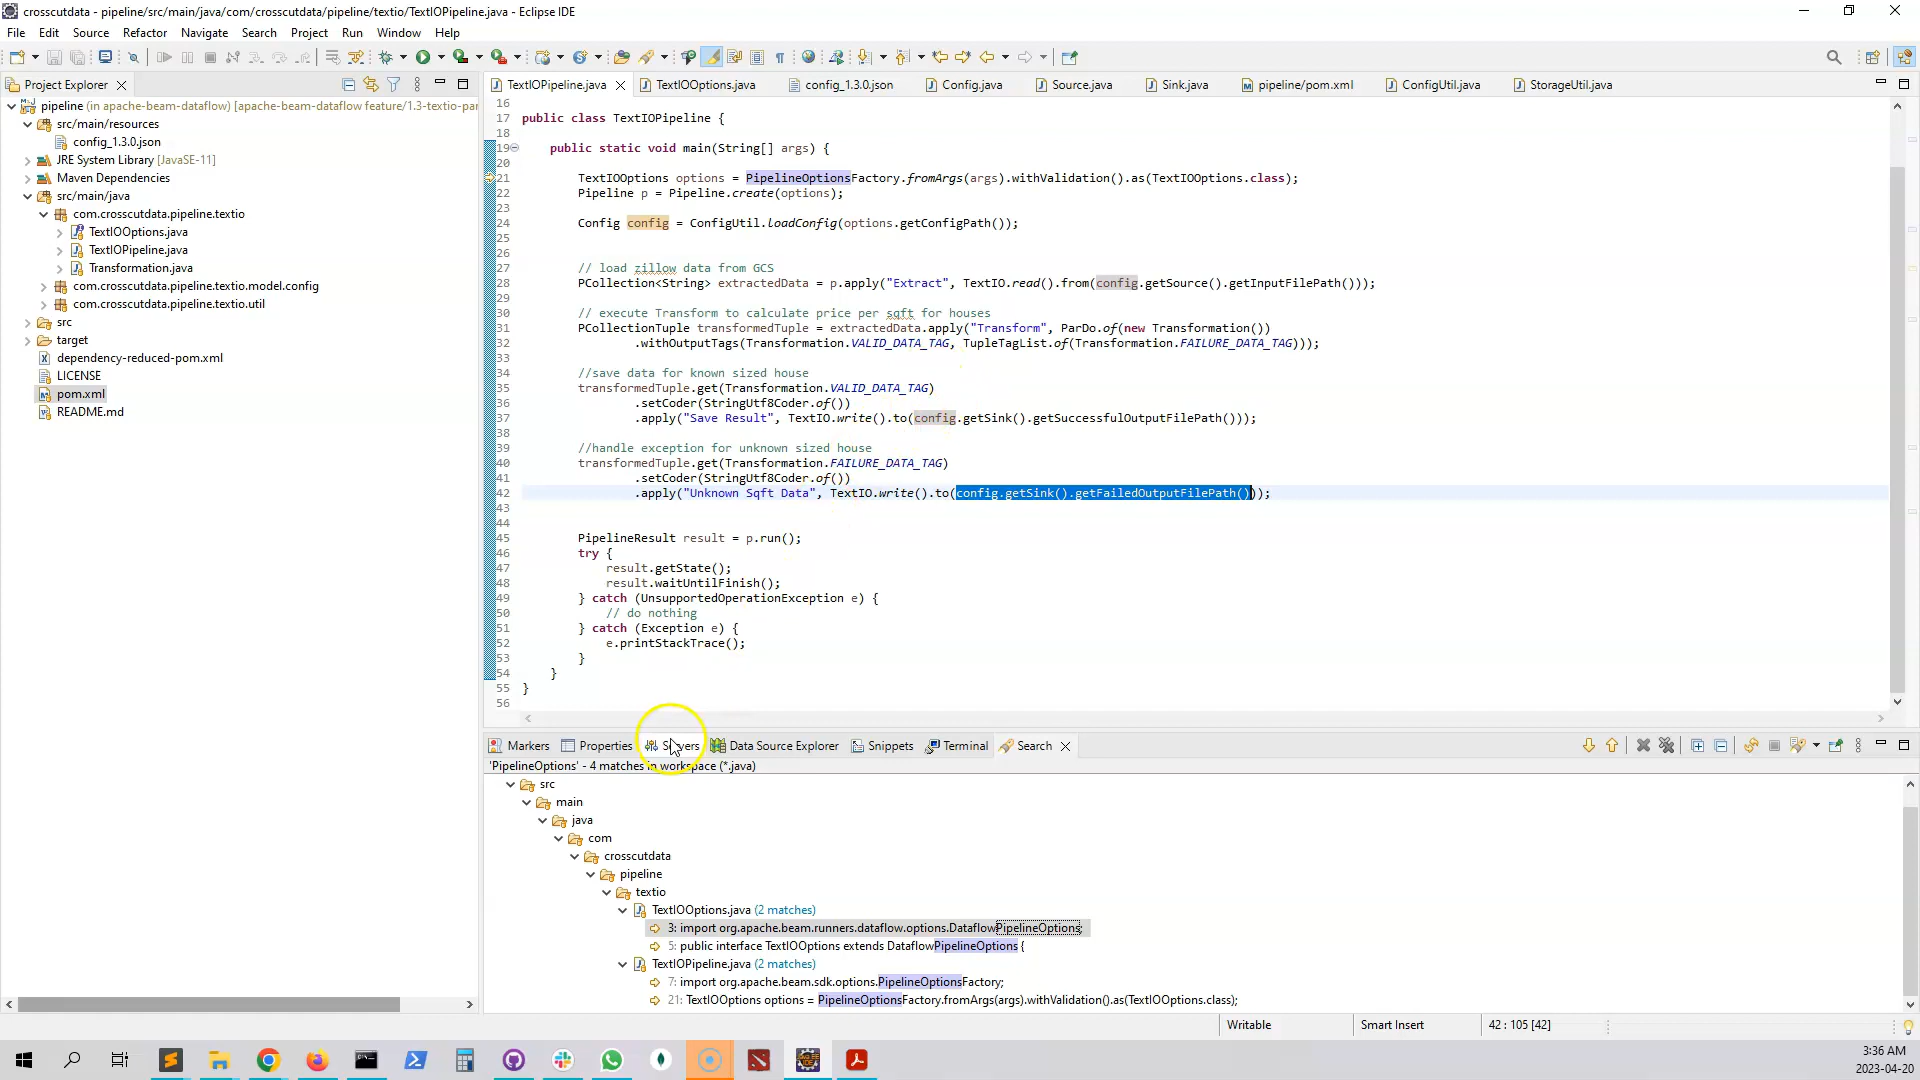 crosscutdata - pipeline/src/main/java/com/crosscutdata/pipeline/textio/TextIOPipeline.java - Eclipse IDE
File Edit Source Refactor Navigate Search Project Run Window Help
Project Explorer
pipeline (in apache-beam-dataflow) [apache-beam-dataflow feature/1.3-textio-par
src/main/resources
config_1.3.0.json
JRE System Library [JavaSE-11]
Maven Dependencies
src/main/java
com.crosscutdata.pipeline.textio
TextIOOptions.java
TextIOPipeline.java
Transformation.java
com.crosscutdata.pipeline.textio.model.config
com.crosscutdata.pipeline.textio.util
src
target
dependency-reduced-pom.xml
LICENSE
pom.xml
README.md
TextIOPipeline.java TextIOOptions.java config_1.3.0.json Config.java Source.java Sink.java pipeline/pom.xml ConfigUtil.java StorageUtil.java
16
17 public class TextIOPipeline {
18
19 public static void main(String[] args) {
20
21 TextIOOptions options = PipelineOptionsFactory.fromArgs(args).withValidation().as(TextIOOptions.class);
22 Pipeline p = Pipeline.create(options);
23
24 Config config = ConfigUtil.loadConfig(options.getConfigPath());
25
26
27 // load zillow data from GCS
28 PCollection<String> extractedData = p.apply("Extract", TextIO.read().from(config.getSource().getInputFilePath()));
29
30 // execute Transform to calculate price per sqft for houses
31 PCollectionTuple transformedTuple = extractedData.apply("Transform", ParDo.of(new Transformation())
32 .withOutputTags(Transformation.VALID_DATA_TAG, TupleTagList.of(Transformation.FAILURE_DATA_TAG)));
33
34 //save data for known sized house
35 transformedTuple.get(Transformation.VALID_DATA_TAG)
36 .setCoder(StringUtf8Coder.of())
37 .apply("Save Result", TextIO.write().to(config.getSink().getSuccessfulOutputFilePath()));
38
39 //handle exception for unknown sized house
40 transformedTuple.get(Transformation.FAILURE_DATA_TAG)
41 .setCoder(StringUtf8Coder.of())
42 .apply("Unknown Sqft Data", TextIO.write().to(config.getSink().getFailedOutputFilePath()));
43
44
45 PipelineResult result = p.run();
46 try {
47 result.getState();
48 result.waitUntilFinish();
49 } catch (UnsupportedOperationException e) {
50 // do nothing
51 } catch (Exception e) {
52 e.printStackTrace();
53 }
54 }
55 }
56
Markers Properties Servers Data Source Explorer Snippets Terminal Search
'PipelineOptions' - 4 matches in workspace (*.java)
src
main
java
com
crosscutdata
pipeline
textio
TextIOOptions.java (2 matches)
3: import org.apache.beam.runners.dataflow.options.DataflowPipelineOptions;
5: public interface TextIOOptions extends DataflowPipelineOptions {
TextIOPipeline.java (2 matches)
7: import org.apache.beam.sdk.options.PipelineOptionsFactory;
21: TextIOOptions options = PipelineOptionsFactory.fromArgs(args).withValidation().as(TextIOOptions.class);
Writable Smart Insert 42 : 105 [42]
3:36 AM
2023-04-20